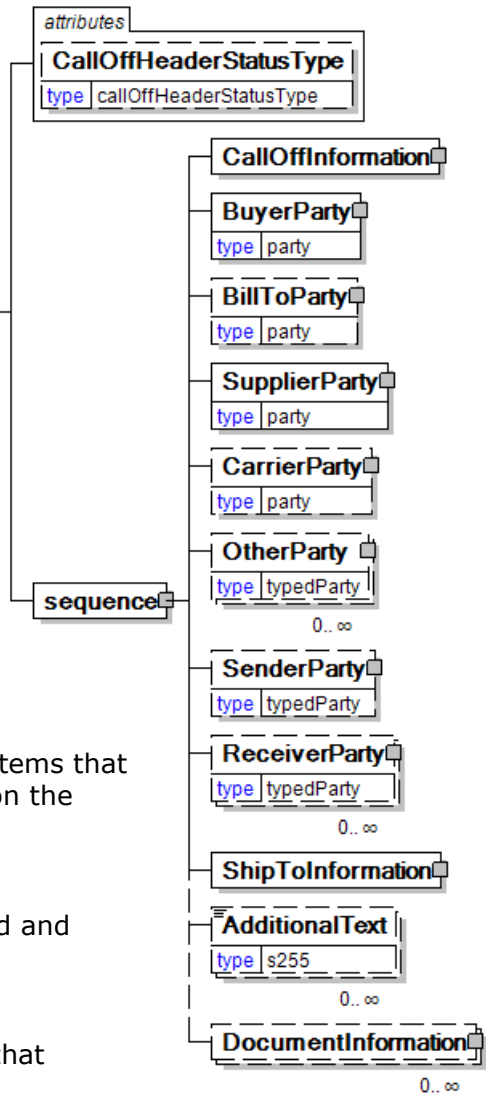 attributes
CallOffHeaderStatusType
type callOffHeaderStatusType
CallOffInformation
BuyerParty
type party
BillToParty
type party
SupplierParty
type party
CarrierParty
type party
OtherParty
type typedParty
0.. ∞
sequence
SenderParty
type typedParty
ReceiverParty
type typedParty
0.. ∞
tems that
on the
ShipToInformation
d and
AdditionalText
type s255
0.. ∞
that
DocumentInformation
0.. ∞